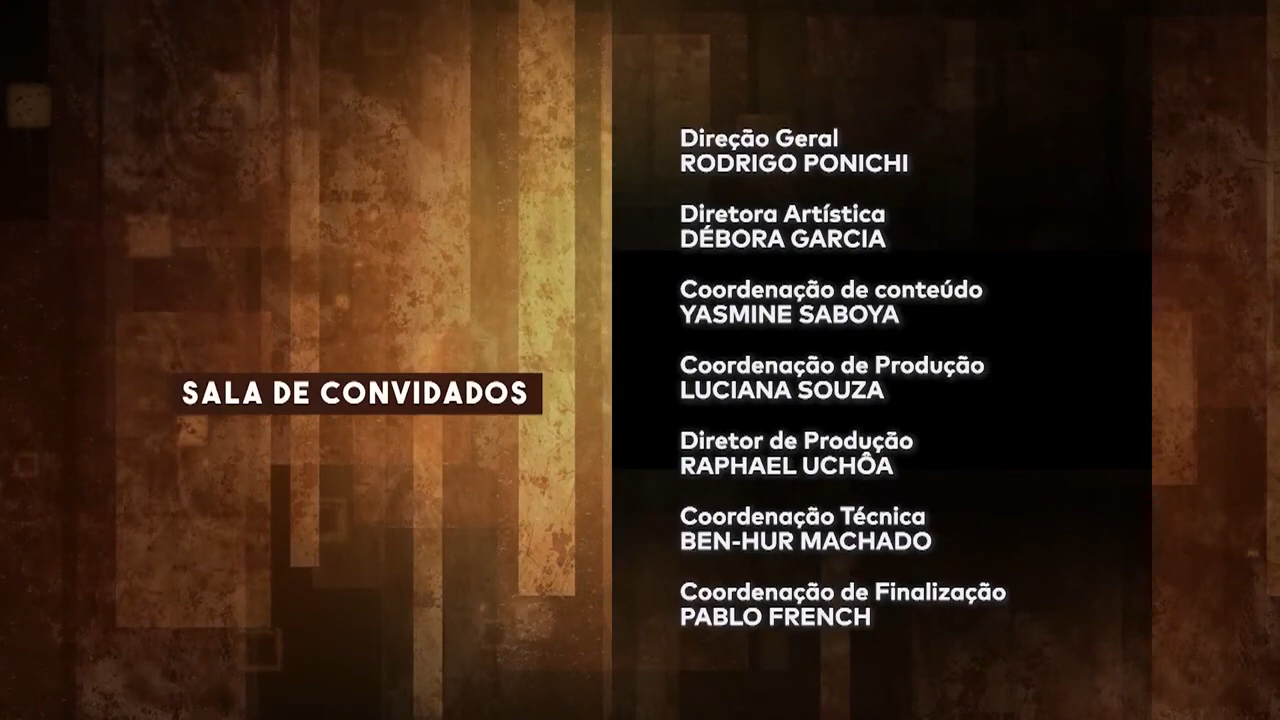 SALA DE CONVIDADOS
Direção Geral
RODRIGO PONICHI
Diretora Artística
DÉBORA GARCIA
Coordenação de conteúdo
YASMINE SABOYA
Coordenação de Produção
LUCIANA SOUZA
Diretor de Produção
RAPHAEL UCHÔA
Coordenação Técnica
BEN-HUR MACHADO
Coordenação de Finalização
PABLO FRENCH